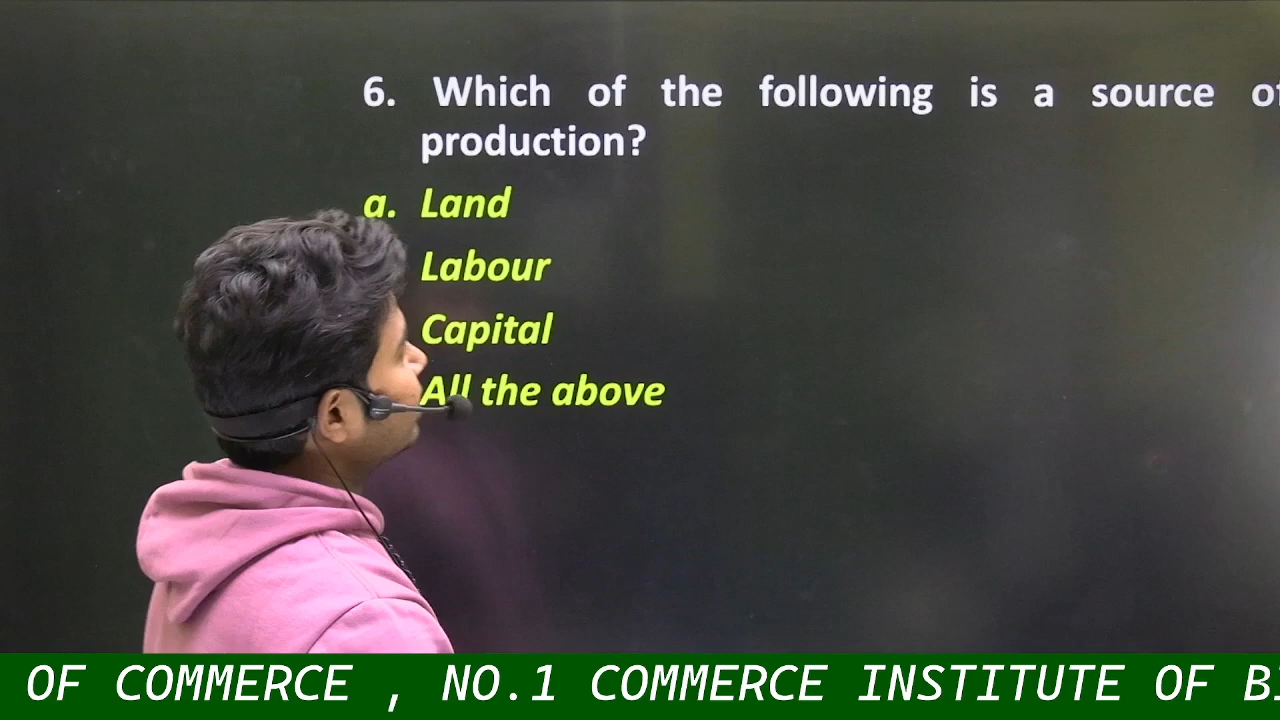 6. Which of the following is a source of
production?
a. Land
Labour
Capital
All the above
OF COMMERCE , NO.1 COMMERCE INSTITUTE OF